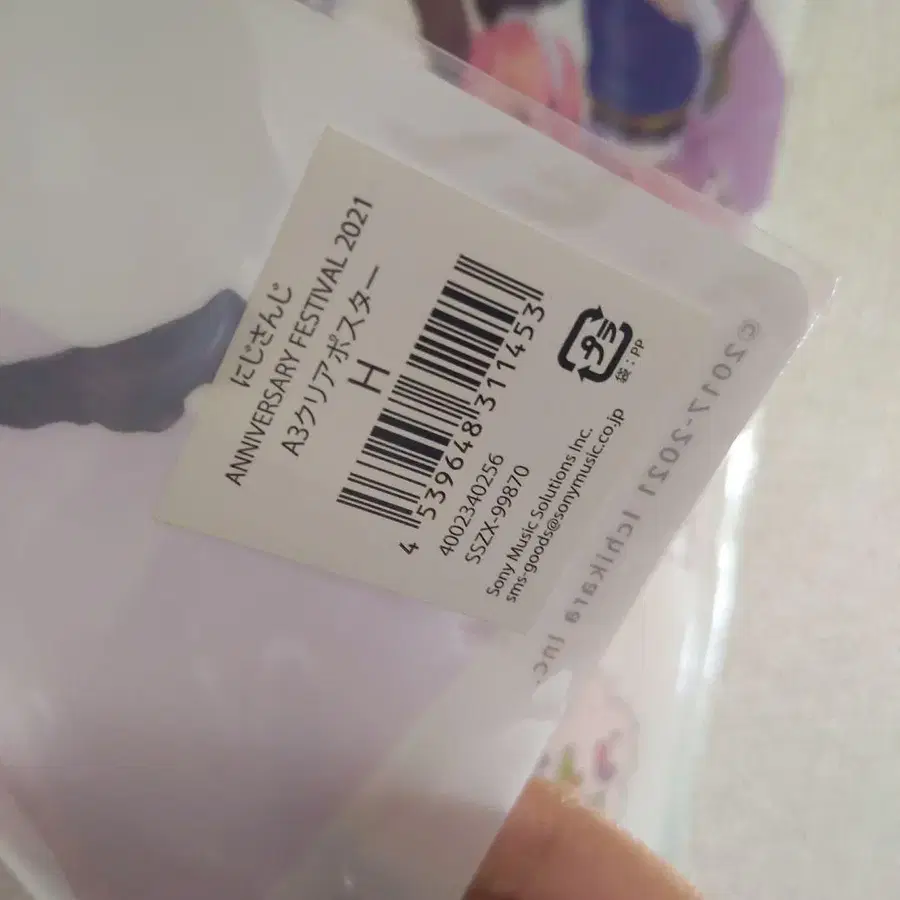 にじさんじ
ANNIVERSARY FESTIVAL 2021
A3クリアポスター
H
4 539648 311453
4002340256
SSZX-99870
Sony Music Solutions Inc.
sms-goods@sonymusic.co.jp
プラ
袋:PP
©2017-2021 Ichikara Inc.